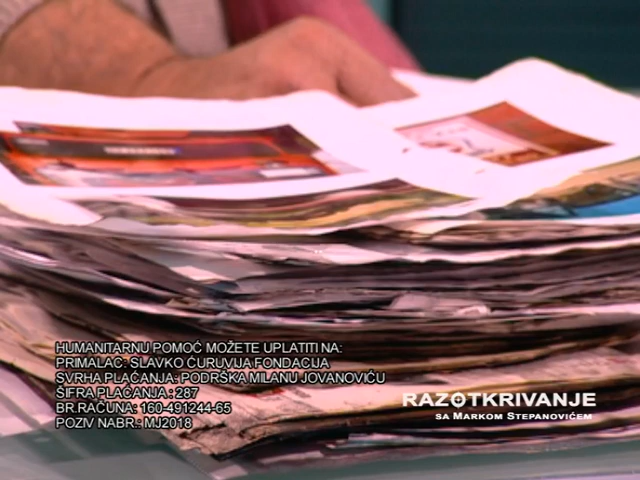 HUMANITARNU POMOĆ MOŽETE UPLATITI NA:
PRIMALAC: SLAVKO ĆURUVIJA FONDACIJA
SVRHA PLAĆANJA: PODRŠKA MILANU JOVANOVIĆU
ŠIFRA PLAĆANJA : 287
BR.RAČUNA: 160-491244-65
POZIV NABR.: MJ2018
RAZOTKRIVANJE
SA MARKOM STEPANOVIĆEM